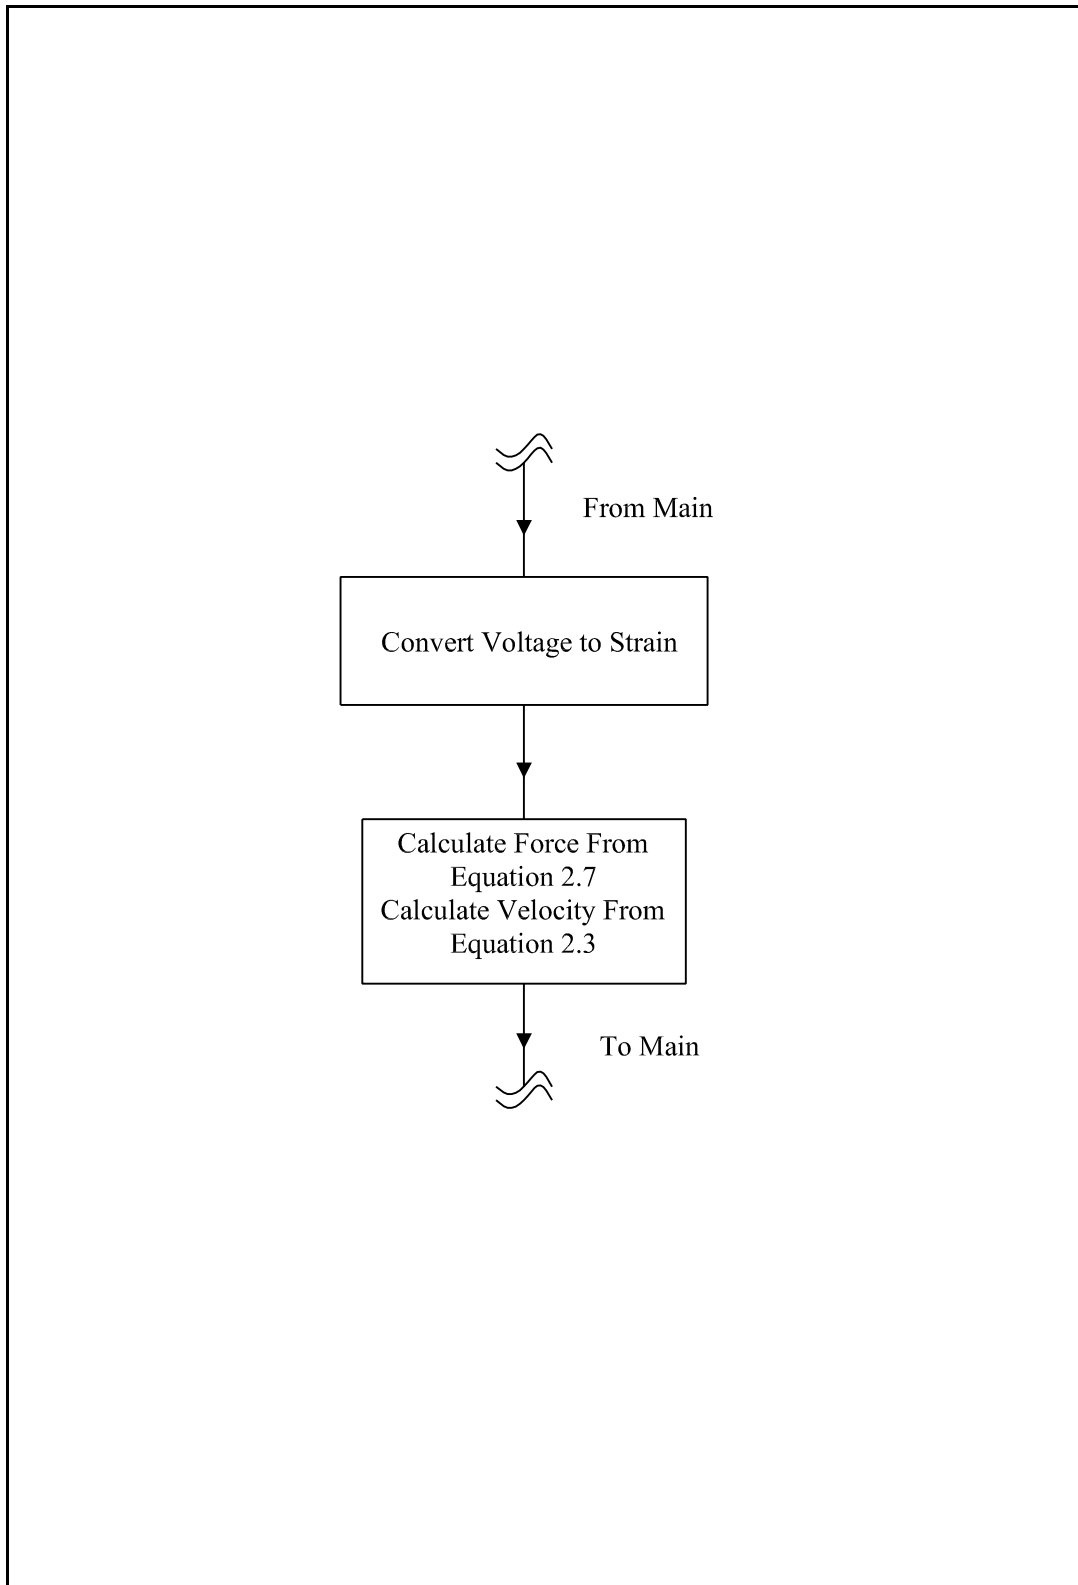 From Main
Convert Voltage to Strain
Calculate Force From
Equation 2.7
Calculate Velocity From
Equation 2.3
To Main